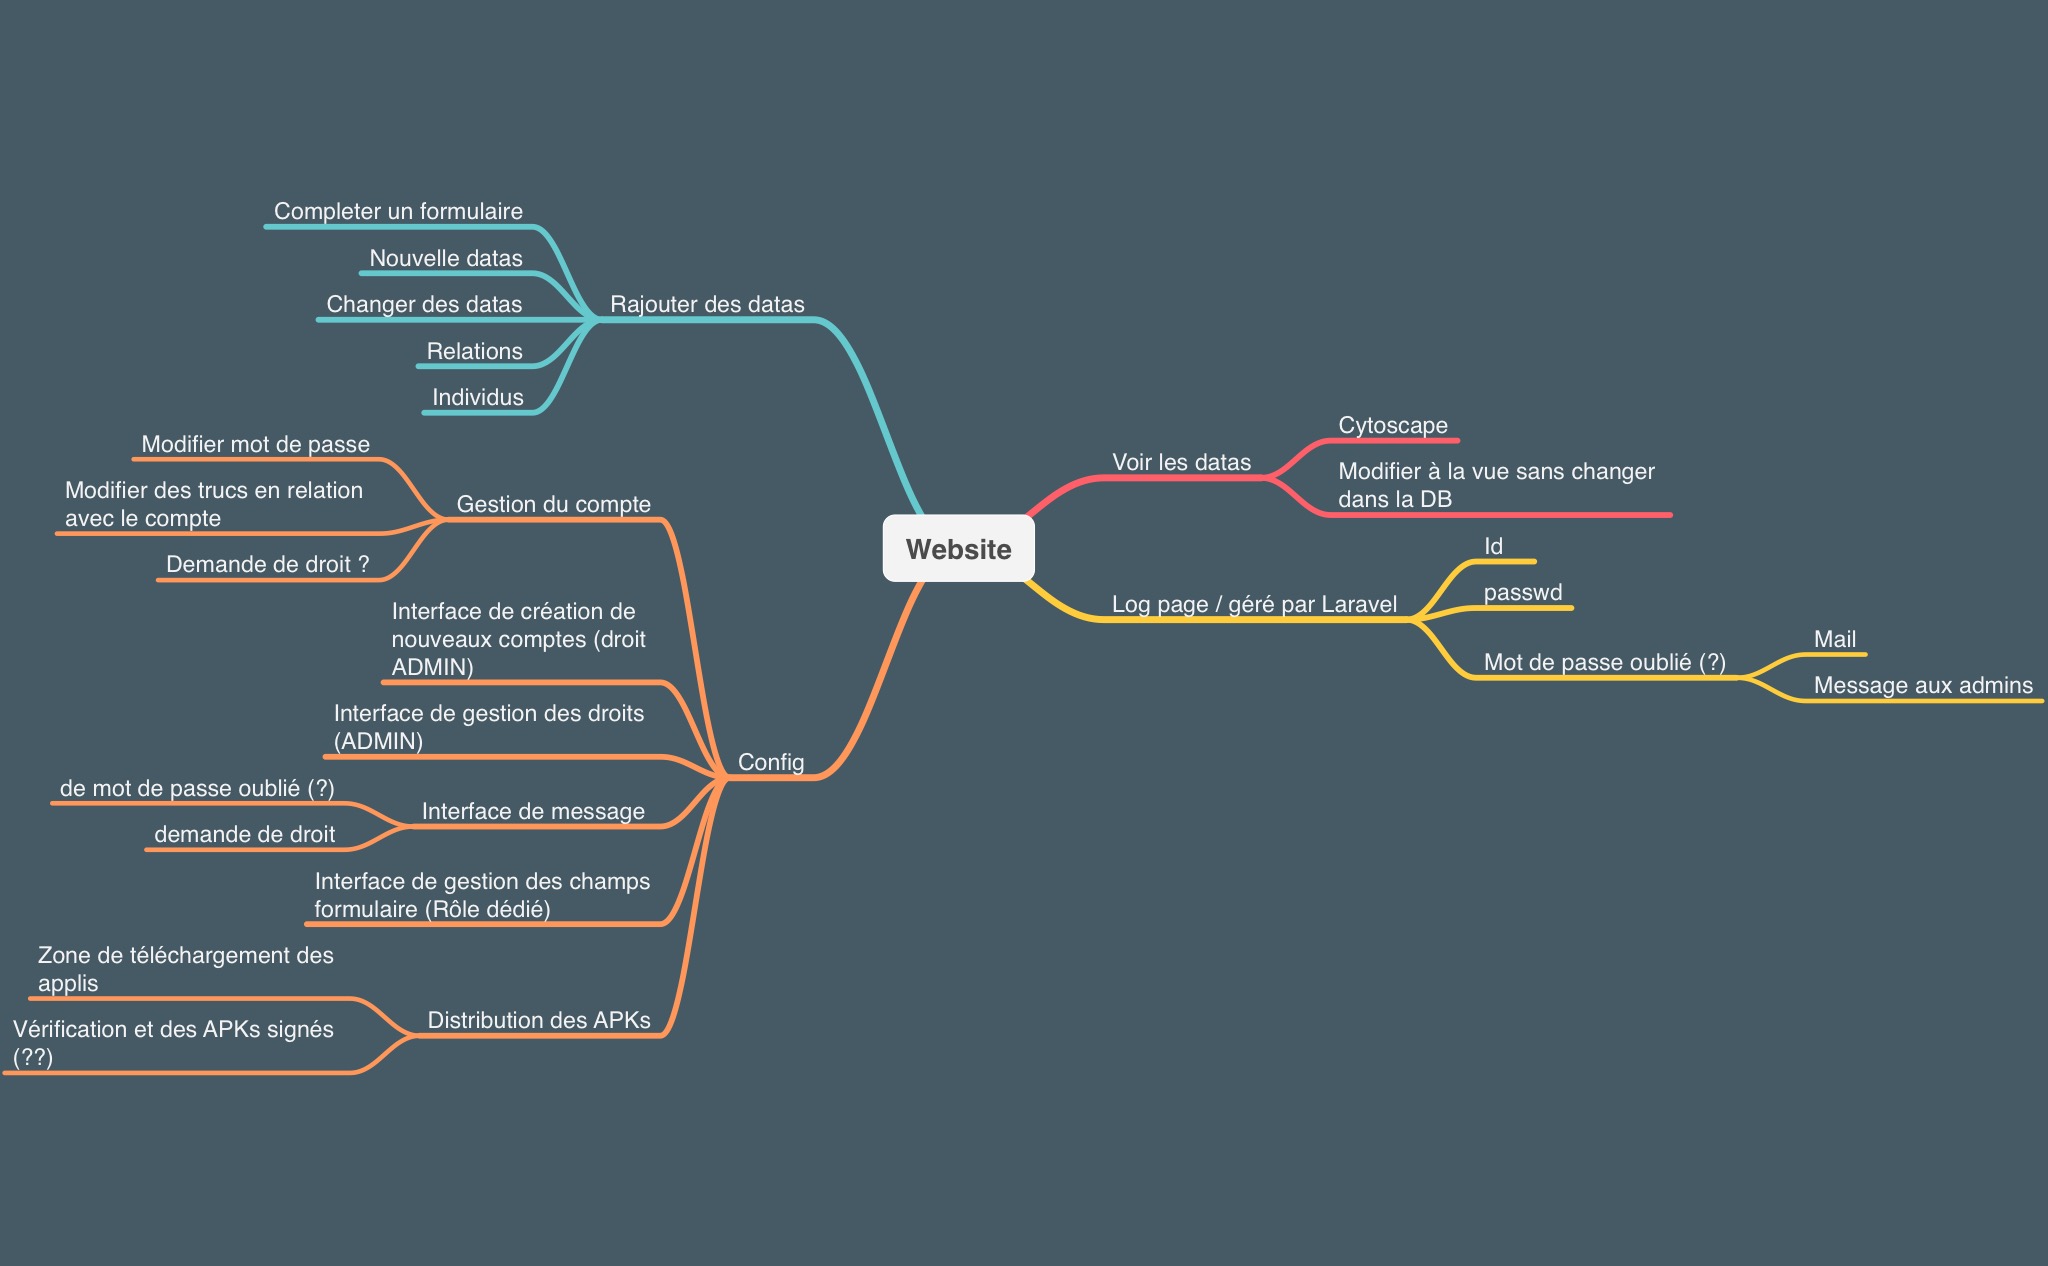 Website
Rajouter des datas
Completer un formulaire
Nouvelle datas
Changer des datas
Relations
Individus
Voir les datas
Cytoscape
Modifier à la vue sans changer
dans la DB
Log page / géré par Laravel
Id
passwd
Mot de passe oublié (?)
Mail
Message aux admins
Config
Gestion du compte
Modifier mot de passe
Modifier des trucs en relation
avec le compte
Demande de droit ?
Interface de création de
nouveaux comptes (droit
ADMIN)
Interface de gestion des droits
(ADMIN)
Interface de message
de mot de passe oublié (?)
demande de droit
Interface de gestion des champs
formulaire (Rôle dédié)
Distribution des APKs
Zone de téléchargement des
applis
Vérification et des APKs signés
(??)